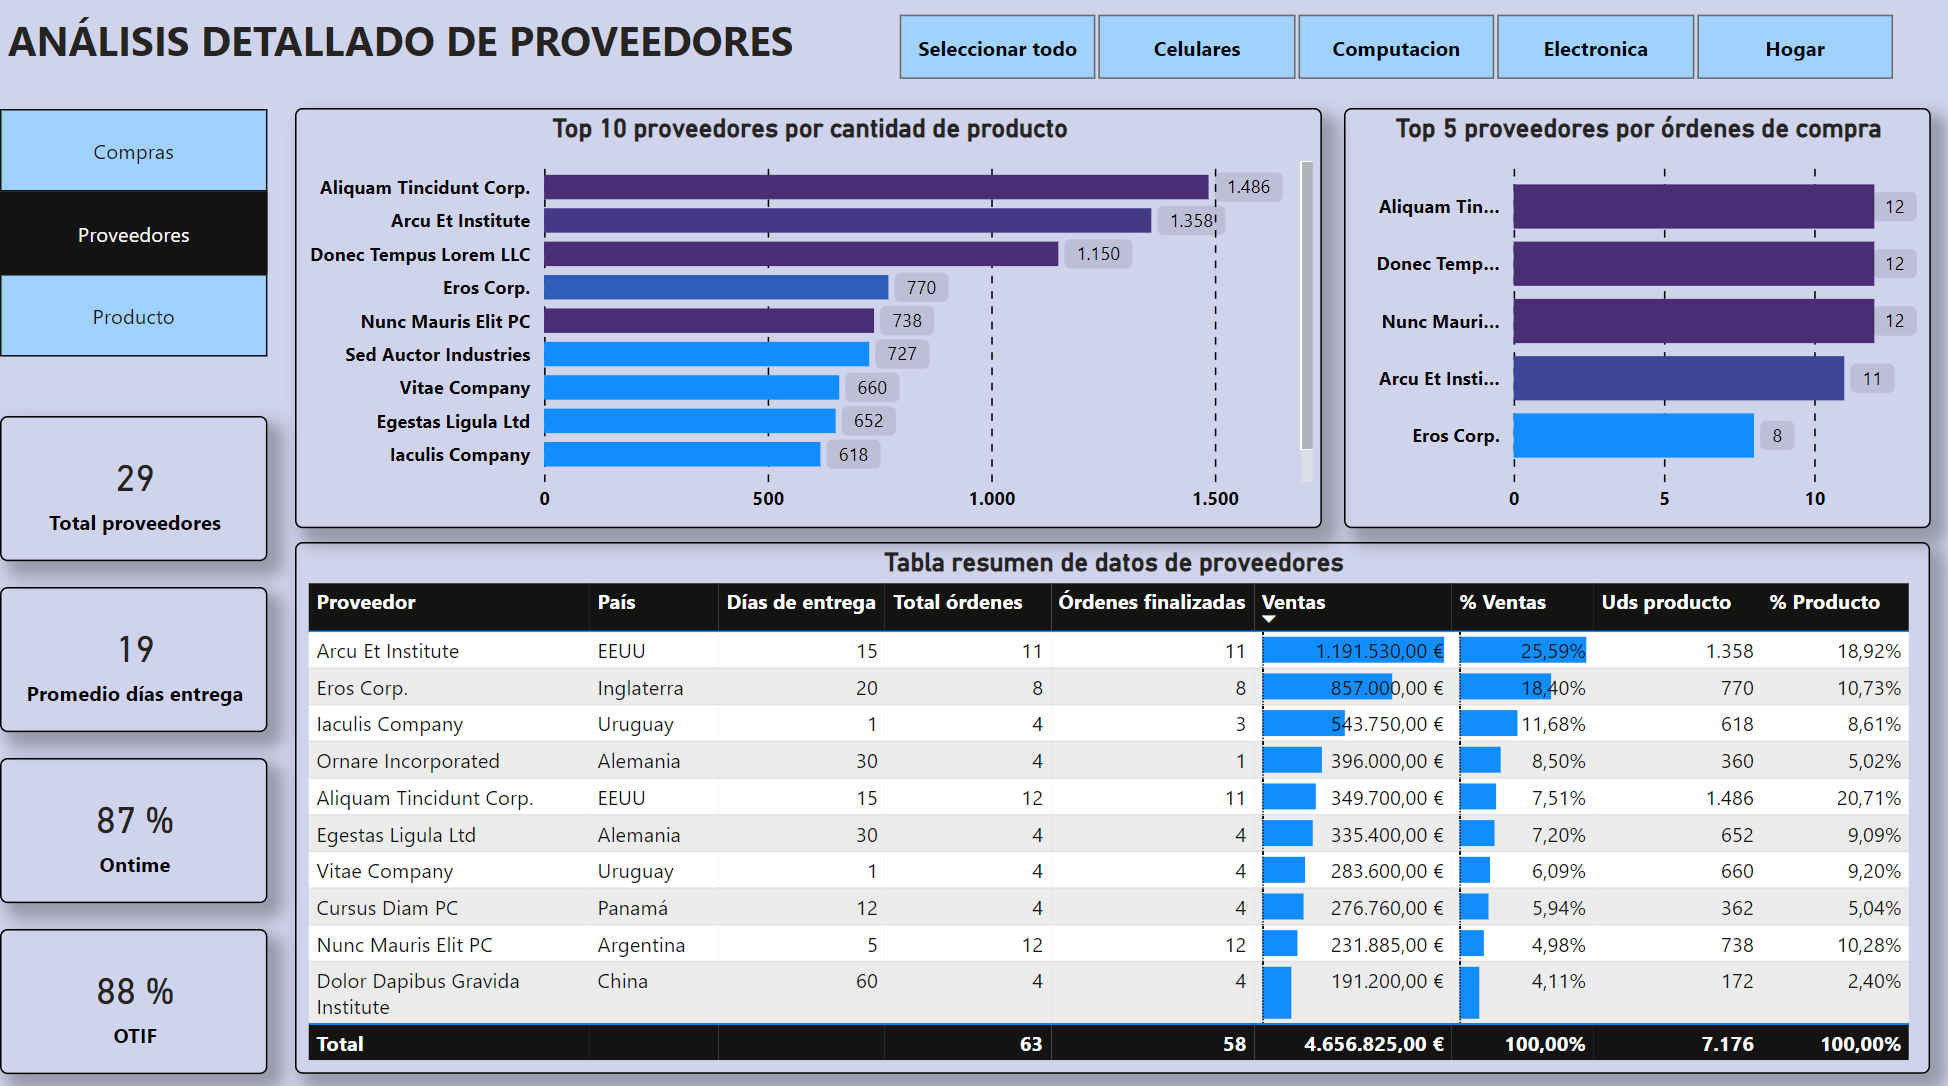 ANÁLISIS DETALLADO DE PROVEEDORES
Seleccionar todo
Celulares
Computacion
Electronica
Hogar
Compras
Proveedores
Producto
29
Total proveedores
19
Promedio días entrega
87 %
Ontime
88 %
OTIF
Top 10 proveedores por cantidad de producto
Aliquam Tincidunt Corp. 1.486
Arcu Et Institute 1.358
Donec Tempus Lorem LLC 1.150
Eros Corp. 770
Nunc Mauris Elit PC 738
Sed Auctor Industries 727
Vitae Company 660
Egestas Ligula Ltd 652
Iaculis Company 618
0 500 1.000 1.500
Top 5 proveedores por órdenes de compra
Aliquam Tin... 12
Donec Temp... 12
Nunc Mauri... 12
Arcu Et Insti... 11
Eros Corp. 8
0 5 10
Tabla resumen de datos de proveedores
Proveedor País Días de entrega Total órdenes Órdenes finalizadas Ventas % Ventas Uds producto % Producto
Arcu Et Institute EEUU 15 11 11 1.191.530,00 € 25,59% 1.358 18,92%
Eros Corp. Inglaterra 20 8 8 857.000,00 € 18,40% 770 10,73%
Iaculis Company Uruguay 1 4 3 543.750,00 € 11,68% 618 8,61%
Ornare Incorporated Alemania 30 4 1 396.000,00 € 8,50% 360 5,02%
Aliquam Tincidunt Corp. EEUU 15 12 11 349.700,00 € 7,51% 1.486 20,71%
Egestas Ligula Ltd Alemania 30 4 4 335.400,00 € 7,20% 652 9,09%
Vitae Company Uruguay 1 4 4 283.600,00 € 6,09% 660 9,20%
Cursus Diam PC Panamá 12 4 4 276.760,00 € 5,94% 362 5,04%
Nunc Mauris Elit PC Argentina 5 12 12 231.885,00 € 4,98% 738 10,28%
Dolor Dapibus Gravida China 60 4 4 191.200,00 € 4,11% 172 2,40%
Institute
Total 63 58 4.656.825,00 € 100,00% 7.176 100,00%